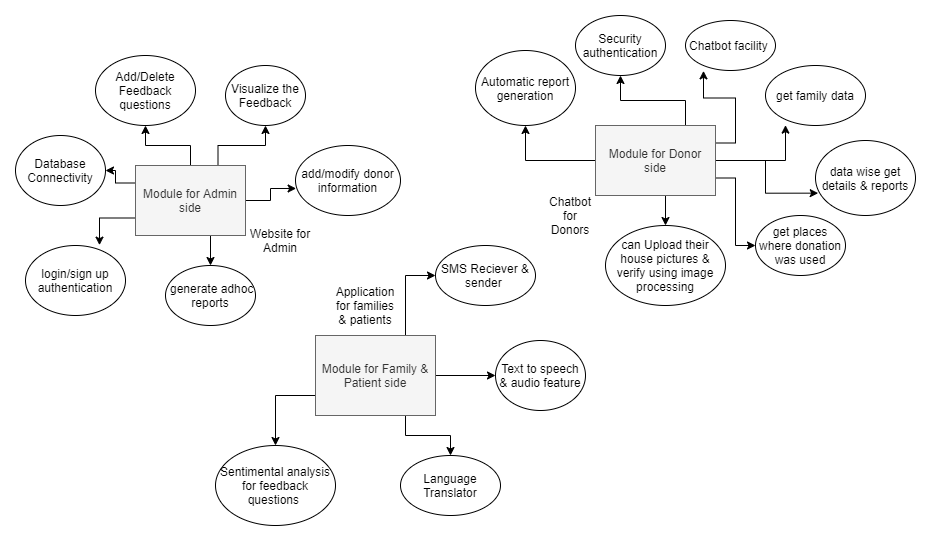 Add/Delete
Feedback
questions
Visualize the
Feedback
Database
Connectivity
Module for Admin
side
add/modify donor
information
Website for
Admin
login/sign up
authentication
generate adhoc
reports
Security
authentication
Chatbot facility
Automatic report
generation
get family data
Module for Donor
side
data wise get
details & reports
Chatbot
for
Donors
get places
where donation
was used
can Upload their
house pictures &
verify using image
processing
SMS Reciever &
sender
Application
for families
& patients
Module for Family &
Patient side
Text to speech
& audio feature
Sentimental analysis
for feedback
questions
Language
Translator